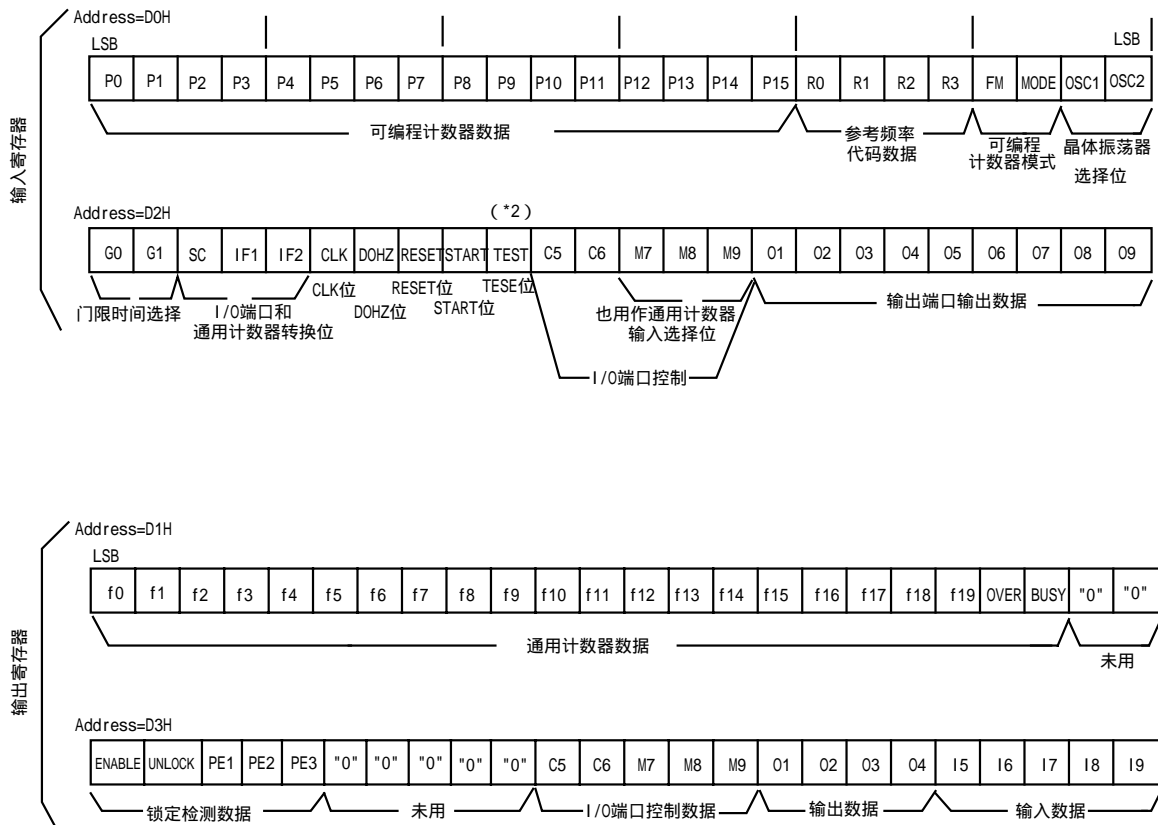 Address=D0H
LSB LSB
P0 P1 P2 P3 P4 P5 P6 P7 P8 P9 P10 P11 P12 P13 P14 P15 R0 R1 R2 R3 FM MODE OSC1 OSC2
可编程计数器数据 参考频率 可编程 晶体振荡器
代码数据 计数器模式 选择位
输入寄存器
Address=D2H (*2)
G0 G1 SC IF1 IF2 CLK DOHZ RESET START TEST C5 C6 M7 M8 M9 O1 O2 O3 O4 O5 O6 O7 O8 O9
CLK位 RESET位 TESE位
门限时间选择 I/O端口和 DOHZ位 START位 也用作通用计数器 输出端口输出数据
通用计数器转换位 输入选择位
I/O端口控制
Address=D1H
LSB
f0 f1 f2 f3 f4 f5 f6 f7 f8 f9 f10 f11 f12 f13 f14 f15 f16 f17 f18 f19 OVER BUSY "0" "0"
通用计数器数据 未用
输出寄存器
Address=D3H
ENABLE UNLOCK PE1 PE2 PE3 "0" "0" "0" "0" "0" C5 C6 M7 M8 M9 O1 O2 O3 O4 I5 I6 I7 I8 I9
锁定检测数据 未用 I/O端口控制数据 输出数据 输入数据